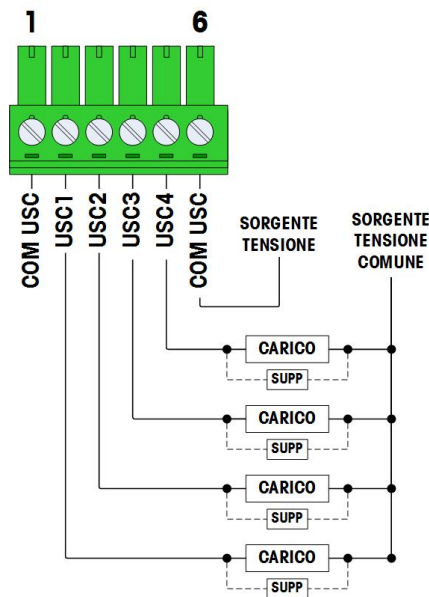 1 6
COM USC
USC1
USC2
USC3
USC4
COM USC
SORGENTE
TENSIONE
SORGENTE
TENSIONE
COMUNE
CARICO
SUPP
CARICO
SUPP
CARICO
SUPP
CARICO
SUPP